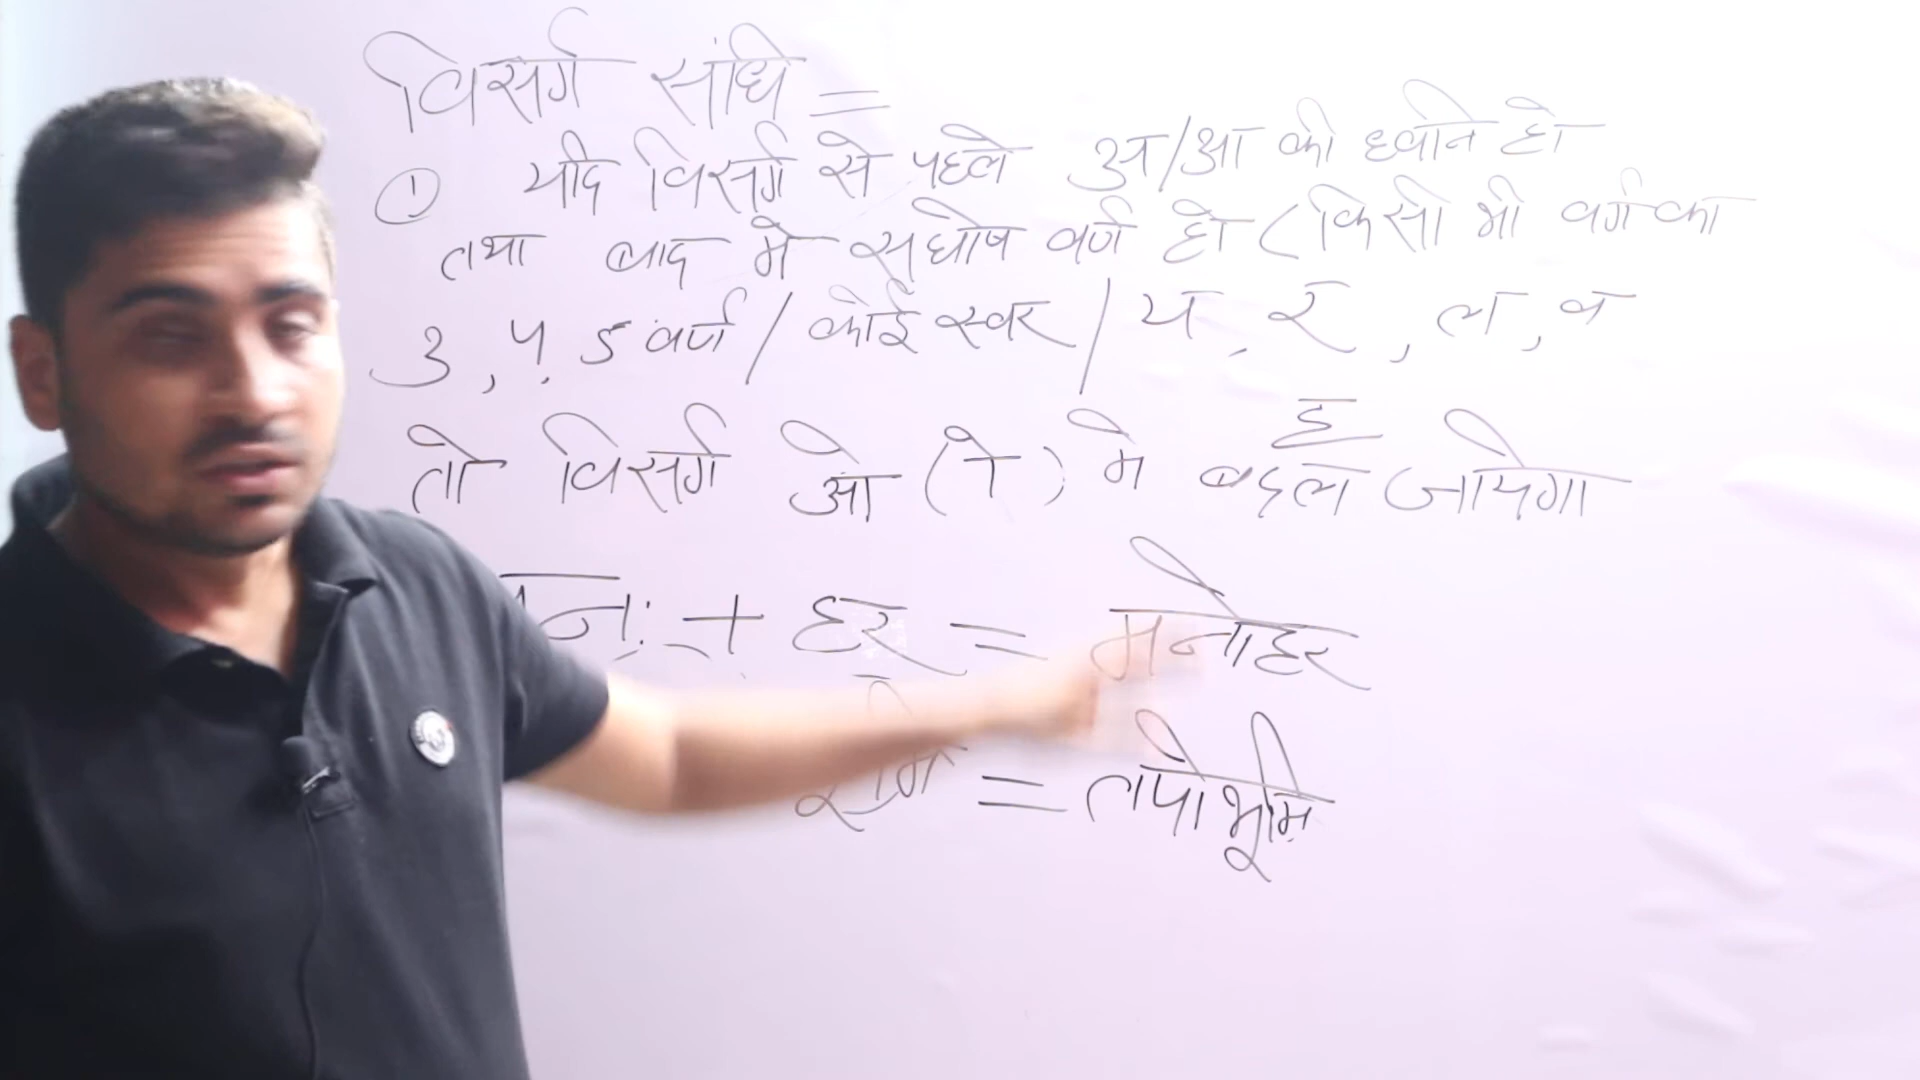 विसर्ग संधि =
① यदि विसर्ग से पहले अ/आ की ध्वनि हो
तथा बाद मे सघोष वर्ण हो (किसी भी वर्ग का
3, 4, 5 वर्ण / कोई स्वर / य, र, ल, व
ह
तो विसर्ग ओ (ो) मे बदल जायेगा
न: + हर = मनोहर
= तपोभूमि